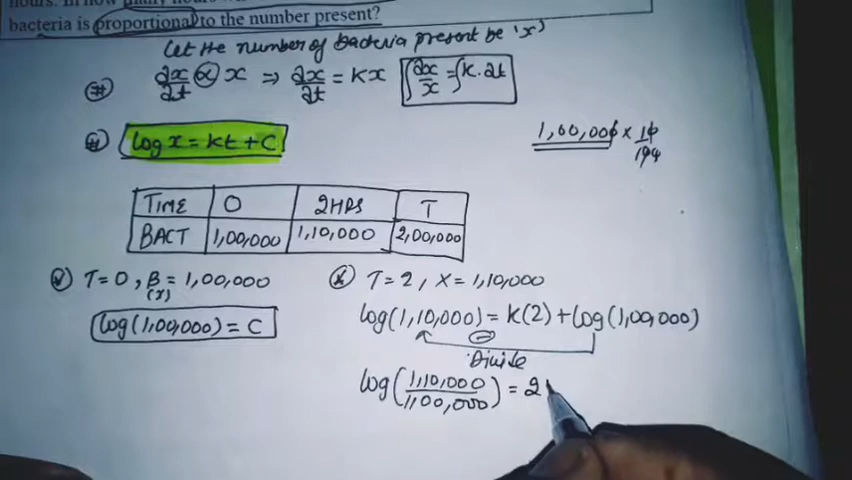 bacteria is proportional to the number present?
Let the number of bacteria present be 'x'
dx/dt ∝ x ⇒ dx/dt = Kx ∫dx/x = ∫K.dt
log x = kt + C
1,00,000 × 10/100
TIME 0 2HRS T
BACT 1,00,000 1,10,000 2,00,000
T=0, B = 1,00,000
(x)
T=2, X = 1,10,000
log(1,00,000) = C
log(1,10,000) = K(2) + log(1,00,000)
Divide
log(1,10,000/1,00,000) = 2